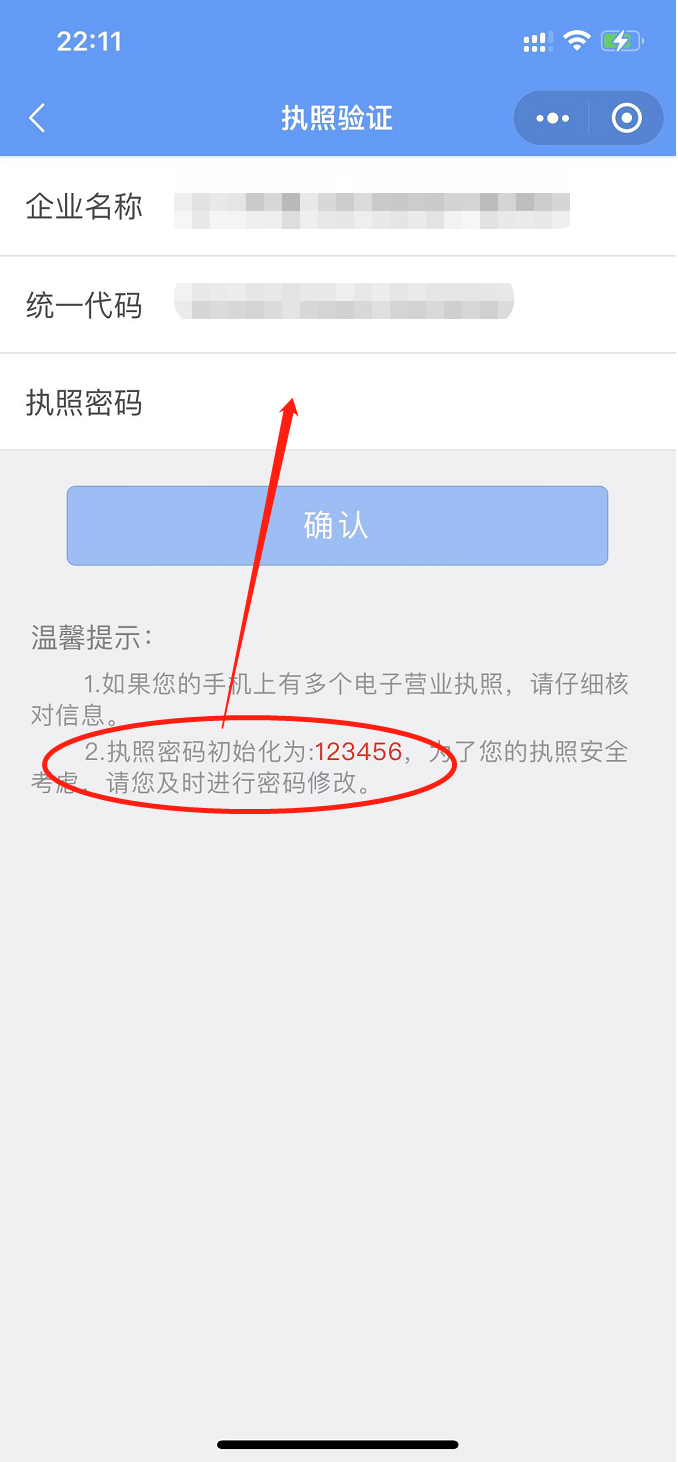 22:11
执照验证
企业名称
统一代码
执照密码
确认
温馨提示：
1.如果您的手机上有多个电子营业执照，请仔细核
对信息。
2.执照密码初始化为:123456，为了您的执照安全
考虑，请您及时进行密码修改。